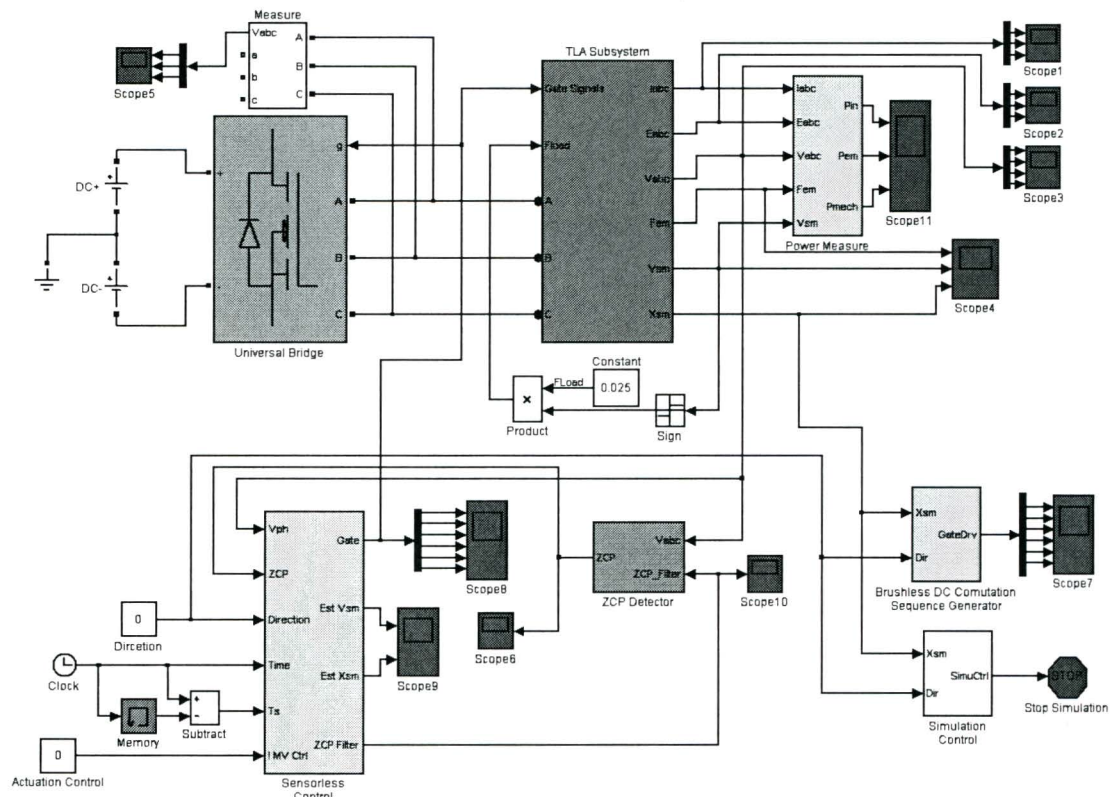 Measure
Vabc
A
a
B
b
C
c
Scope5
TLA Subsystem
Gate Signals
Fload
A
B
C
Iabc
Eabc
Vabc
Fem
Vsm
Xsm
Iabc
Eabc
Vabc
Fem
Vsm
Pin
Pem
Pmech
Power Measure
Scope11
Scope1
Scope2
Scope3
Scope4
DC+
DC-
+
-
g
A
B
C
Universal Bridge
Constant
FLoad
0.025
×
Product
Sign
Vph
ZCP
Direction
Time
Ts
! MV Ctrl
Gate
Est Vsm
Est Xsm
ZCP Filter
Sensorless
Control
Scope8
Scope9
Scope6
Vabc
ZCP
ZCP_Filter
ZCP Detector
Scope10
Xsm
GateDrv
Dir
Brushless DC Comutation
Sequence Generator
Scope7
Xsm
SimuCtrl
Dir
Simulation
Control
STOP
Stop Simulation
0
Dircetion
Clock
Memory
+
-
Subtract
0
Actuation Control